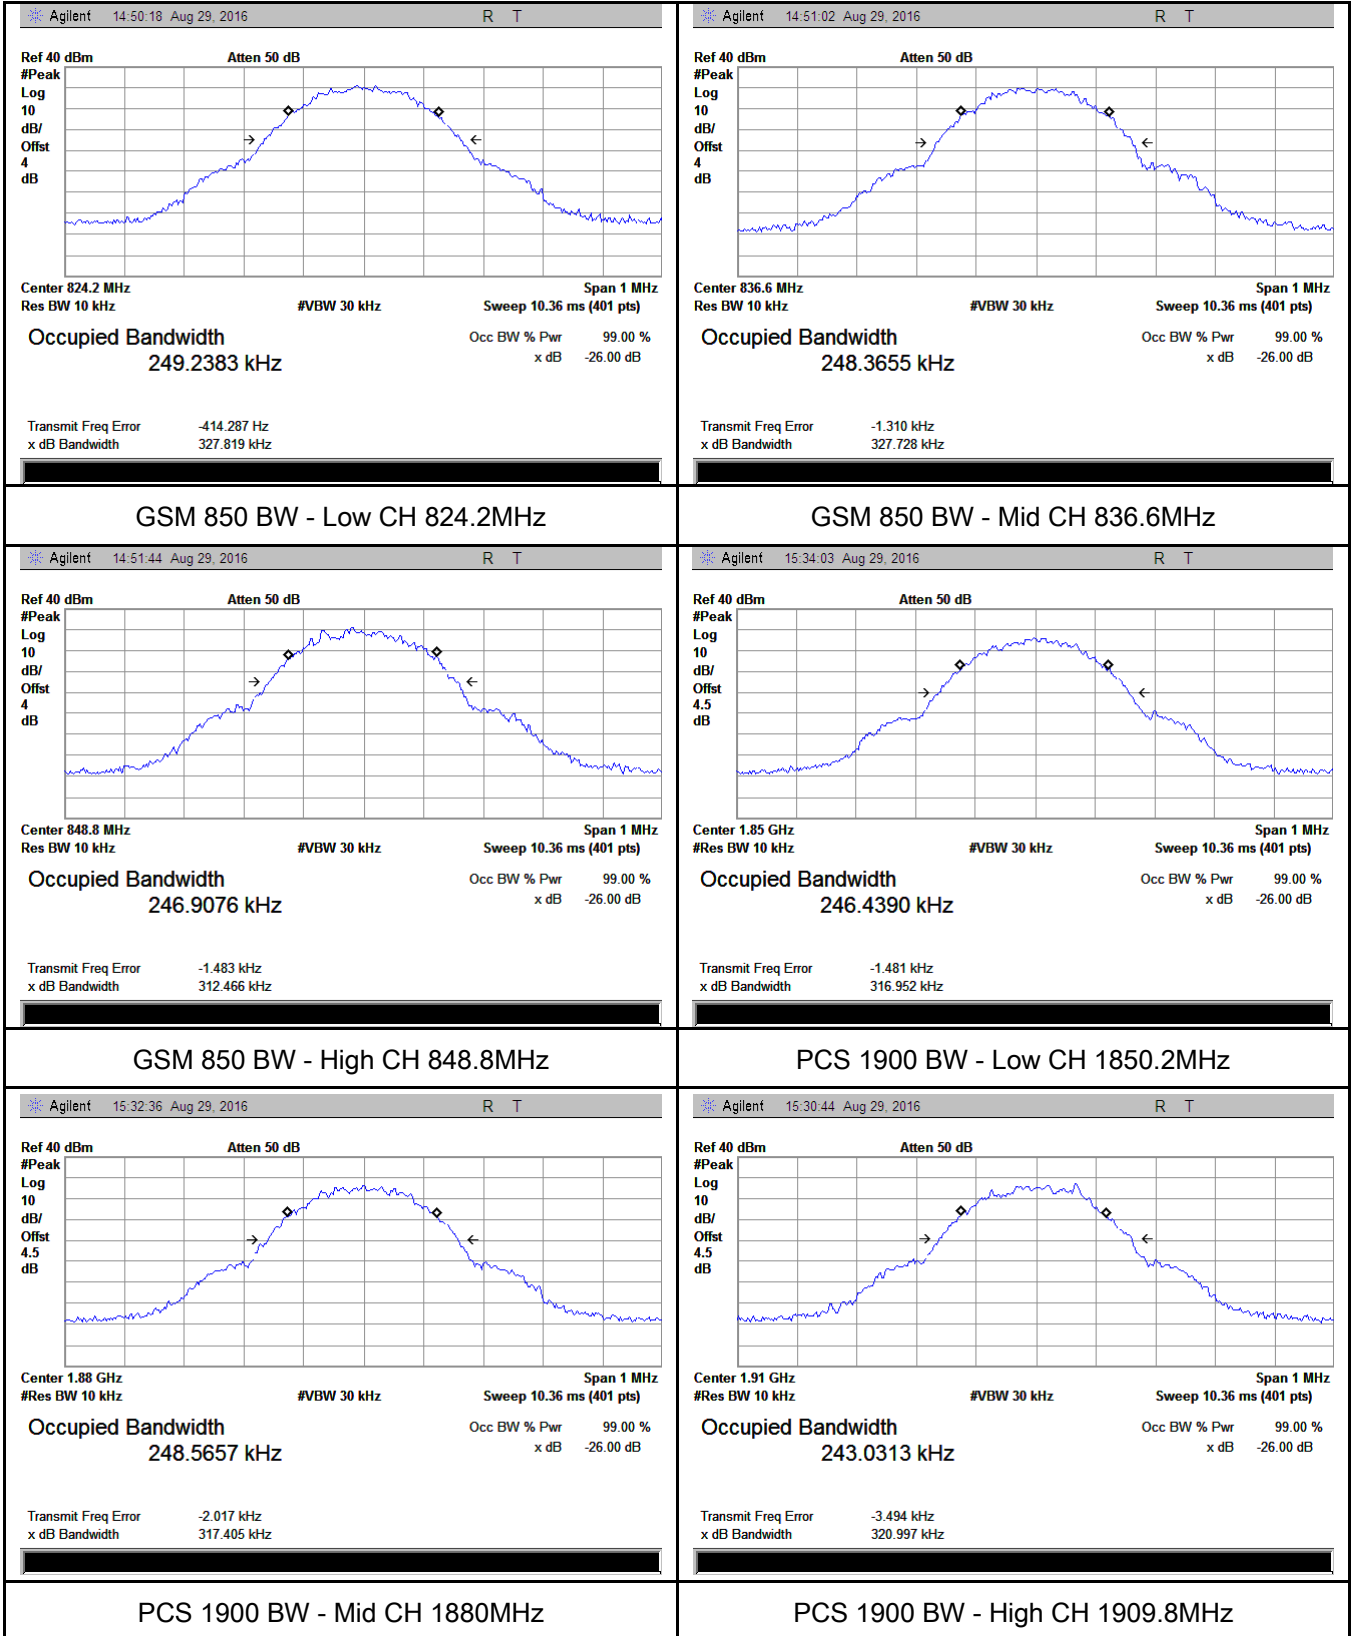 Agilent 14:50:18 Aug 29, 2016 R T
Ref 40 dBm Atten 50 dB
#Peak
Log
10
dB/
Offst
4
dB
Center 824.2 MHz Span 1 MHz
Res BW 10 kHz #VBW 30 kHz Sweep 10.36 ms (401 pts)
Occupied Bandwidth Occ BW % Pwr 99.00 %
249.2383 kHz x dB -26.00 dB
Transmit Freq Error -414.287 Hz
x dB Bandwidth 327.819 kHz
GSM 850 BW - Low CH 824.2MHz
Agilent 14:51:02 Aug 29, 2016 R T
Ref 40 dBm Atten 50 dB
#Peak
Log
10
dB/
Offst
4
dB
Center 836.6 MHz Span 1 MHz
Res BW 10 kHz #VBW 30 kHz Sweep 10.36 ms (401 pts)
Occupied Bandwidth Occ BW % Pwr 99.00 %
248.3655 kHz x dB -26.00 dB
Transmit Freq Error -1.310 kHz
x dB Bandwidth 327.728 kHz
GSM 850 BW - Mid CH 836.6MHz
Agilent 14:51:44 Aug 29, 2016 R T
Ref 40 dBm Atten 50 dB
#Peak
Log
10
dB/
Offst
4
dB
Center 848.8 MHz Span 1 MHz
Res BW 10 kHz #VBW 30 kHz Sweep 10.36 ms (401 pts)
Occupied Bandwidth Occ BW % Pwr 99.00 %
246.9076 kHz x dB -26.00 dB
Transmit Freq Error -1.483 kHz
x dB Bandwidth 312.466 kHz
GSM 850 BW - High CH 848.8MHz
Agilent 15:34:03 Aug 29, 2016 R T
Ref 40 dBm Atten 50 dB
#Peak
Log
10
dB/
Offst
4.5
dB
Center 1.85 GHz Span 1 MHz
#Res BW 10 kHz #VBW 30 kHz Sweep 10.36 ms (401 pts)
Occupied Bandwidth Occ BW % Pwr 99.00 %
246.4390 kHz x dB -26.00 dB
Transmit Freq Error -1.481 kHz
x dB Bandwidth 316.952 kHz
PCS 1900 BW - Low CH 1850.2MHz
Agilent 15:32:36 Aug 29, 2016 R T
Ref 40 dBm Atten 50 dB
#Peak
Log
10
dB/
Offst
4.5
dB
Center 1.88 GHz Span 1 MHz
#Res BW 10 kHz #VBW 30 kHz Sweep 10.36 ms (401 pts)
Occupied Bandwidth Occ BW % Pwr 99.00 %
248.5657 kHz x dB -26.00 dB
Transmit Freq Error -2.017 kHz
x dB Bandwidth 317.405 kHz
PCS 1900 BW - Mid CH 1880MHz
Agilent 15:30:44 Aug 29, 2016 R T
Ref 40 dBm Atten 50 dB
#Peak
Log
10
dB/
Offst
4.5
dB
Center 1.91 GHz Span 1 MHz
#Res BW 10 kHz #VBW 30 kHz Sweep 10.36 ms (401 pts)
Occupied Bandwidth Occ BW % Pwr 99.00 %
243.0313 kHz x dB -26.00 dB
Transmit Freq Error -3.494 kHz
x dB Bandwidth 320.997 kHz
PCS 1900 BW - High CH 1909.8MHz